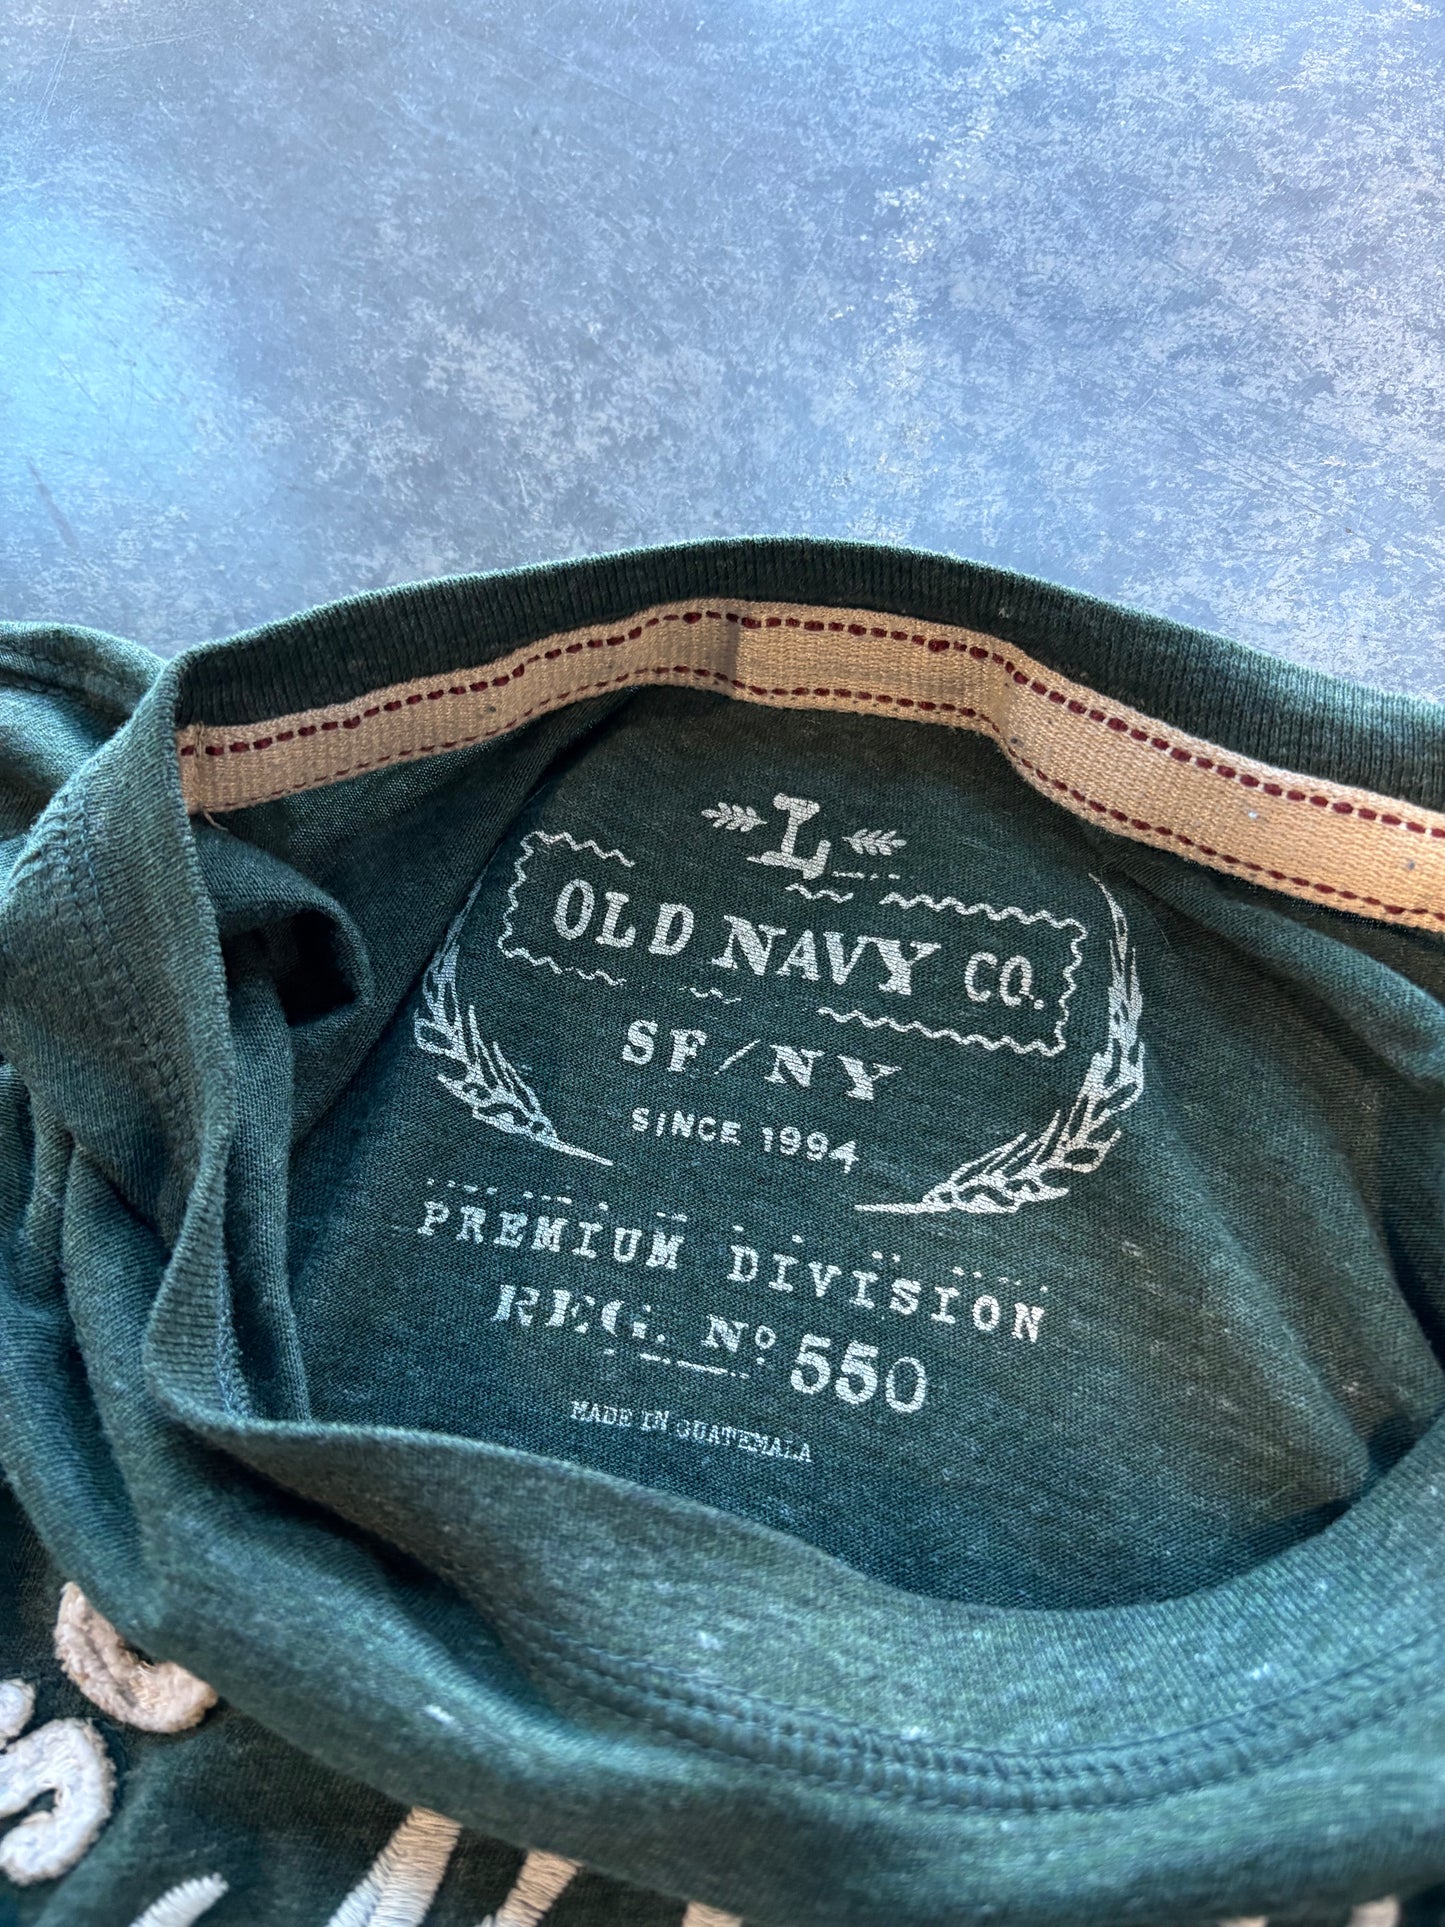 L
OLD NAVY CO.
SF/NY
SINCE 1994
PREMIUM DIVISION
REG. Nº 550
MADE IN GUATEMALA